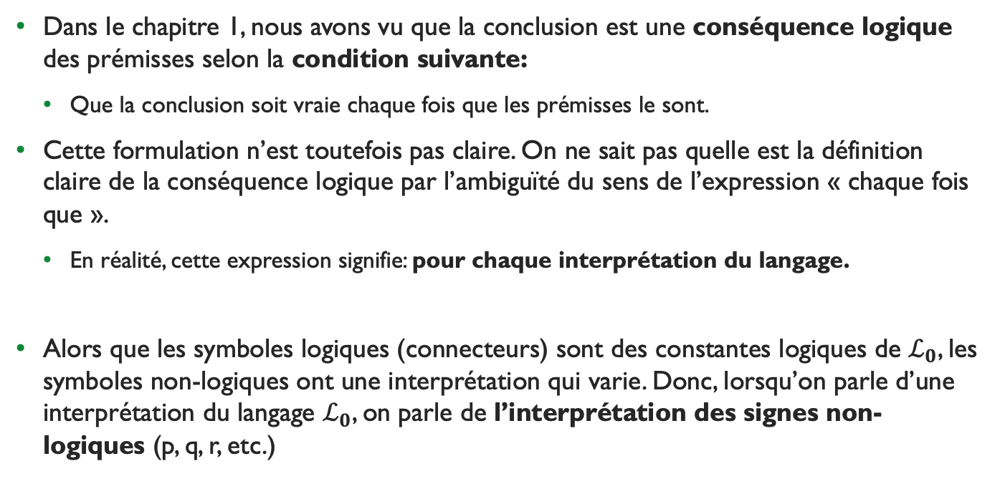 • Dans le chapitre 1, nous avons vu que la conclusion est une conséquence logique
des prémisses selon la condition suivante:
• Que la conclusion soit vraie chaque fois que les prémisses le sont.
• Cette formulation n’est toutefois pas claire. On ne sait pas quelle est la définition
claire de la conséquence logique par l’ambiguïté du sens de l’expression « chaque fois
que ».
• En réalité, cette expression signifie: pour chaque interprétation du langage.
• Alors que les symboles logiques (connecteurs) sont des constantes logiques de ℒ₀, les
symboles non-logiques ont une interprétation qui varie. Donc, lorsqu’on parle d’une
interprétation du langage ℒ₀, on parle de l’interprétation des signes non-
logiques (p, q, r, etc.)